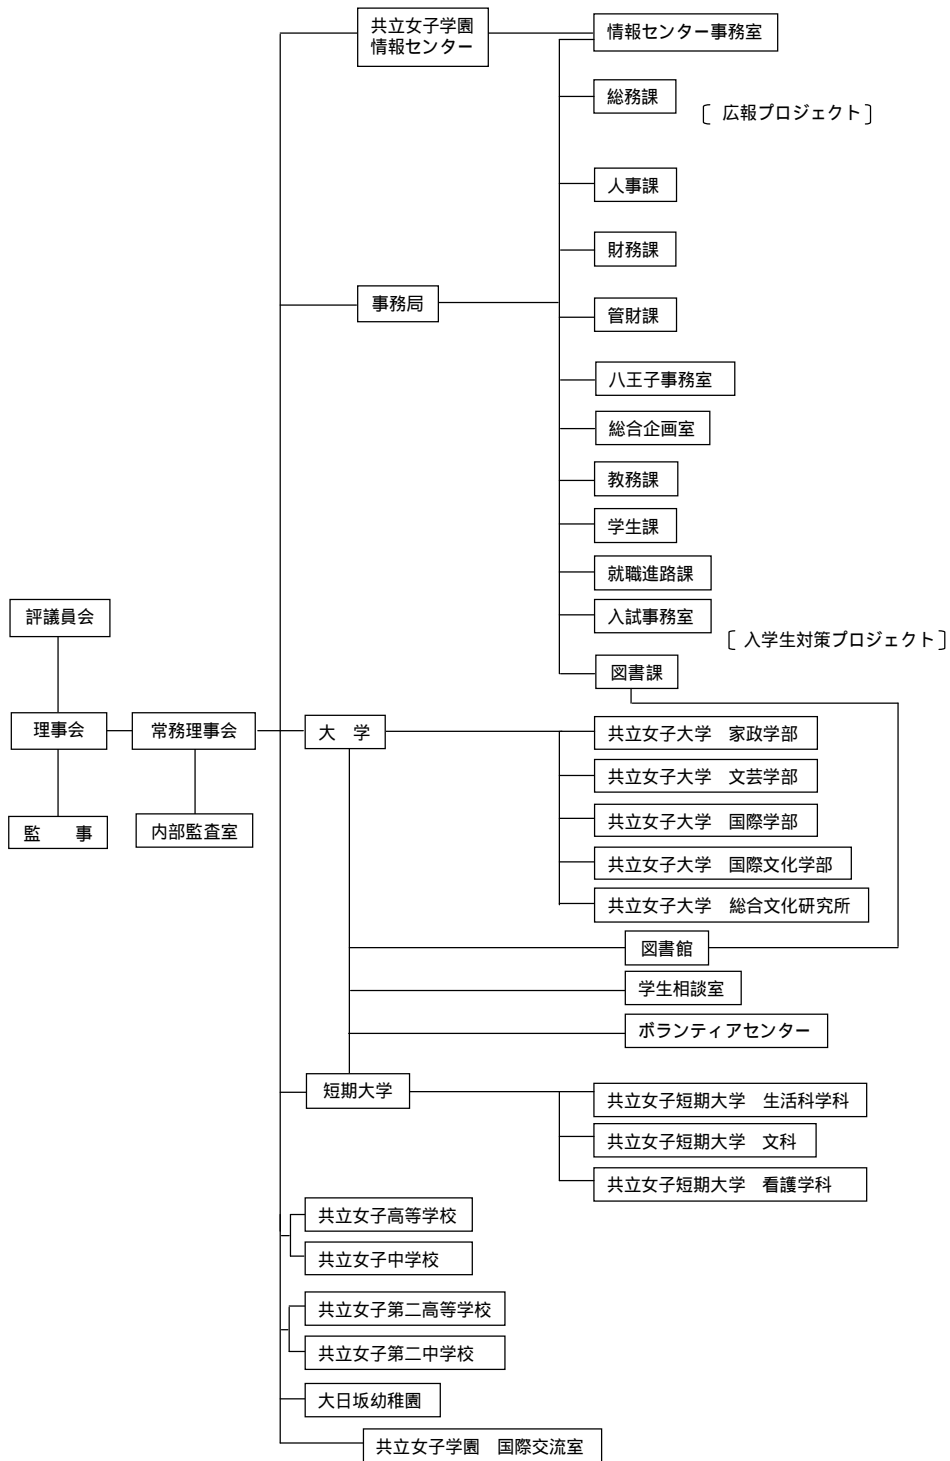 共立女子学園
情報センター
情報センター事務室
総務課
〔 広報プロジェクト 〕
人事課
財務課
事務局
管財課
八王子事務室
総合企画室
教務課
学生課
就職進路課
入試事務室
〔 入学生対策プロジェクト 〕
図書課
評議員会
理事会
常務理事会
監　事
内部監査室
大　学
共立女子大学　家政学部
共立女子大学　文芸学部
共立女子大学　国際学部
共立女子大学　国際文化学部
共立女子大学　総合文化研究所
図書館
学生相談室
ボランティアセンター
短期大学
共立女子短期大学　生活科学科
共立女子短期大学　文科
共立女子短期大学　看護学科
共立女子高等学校
共立女子中学校
共立女子第二高等学校
共立女子第二中学校
大日坂幼稚園
共立女子学園　国際交流室